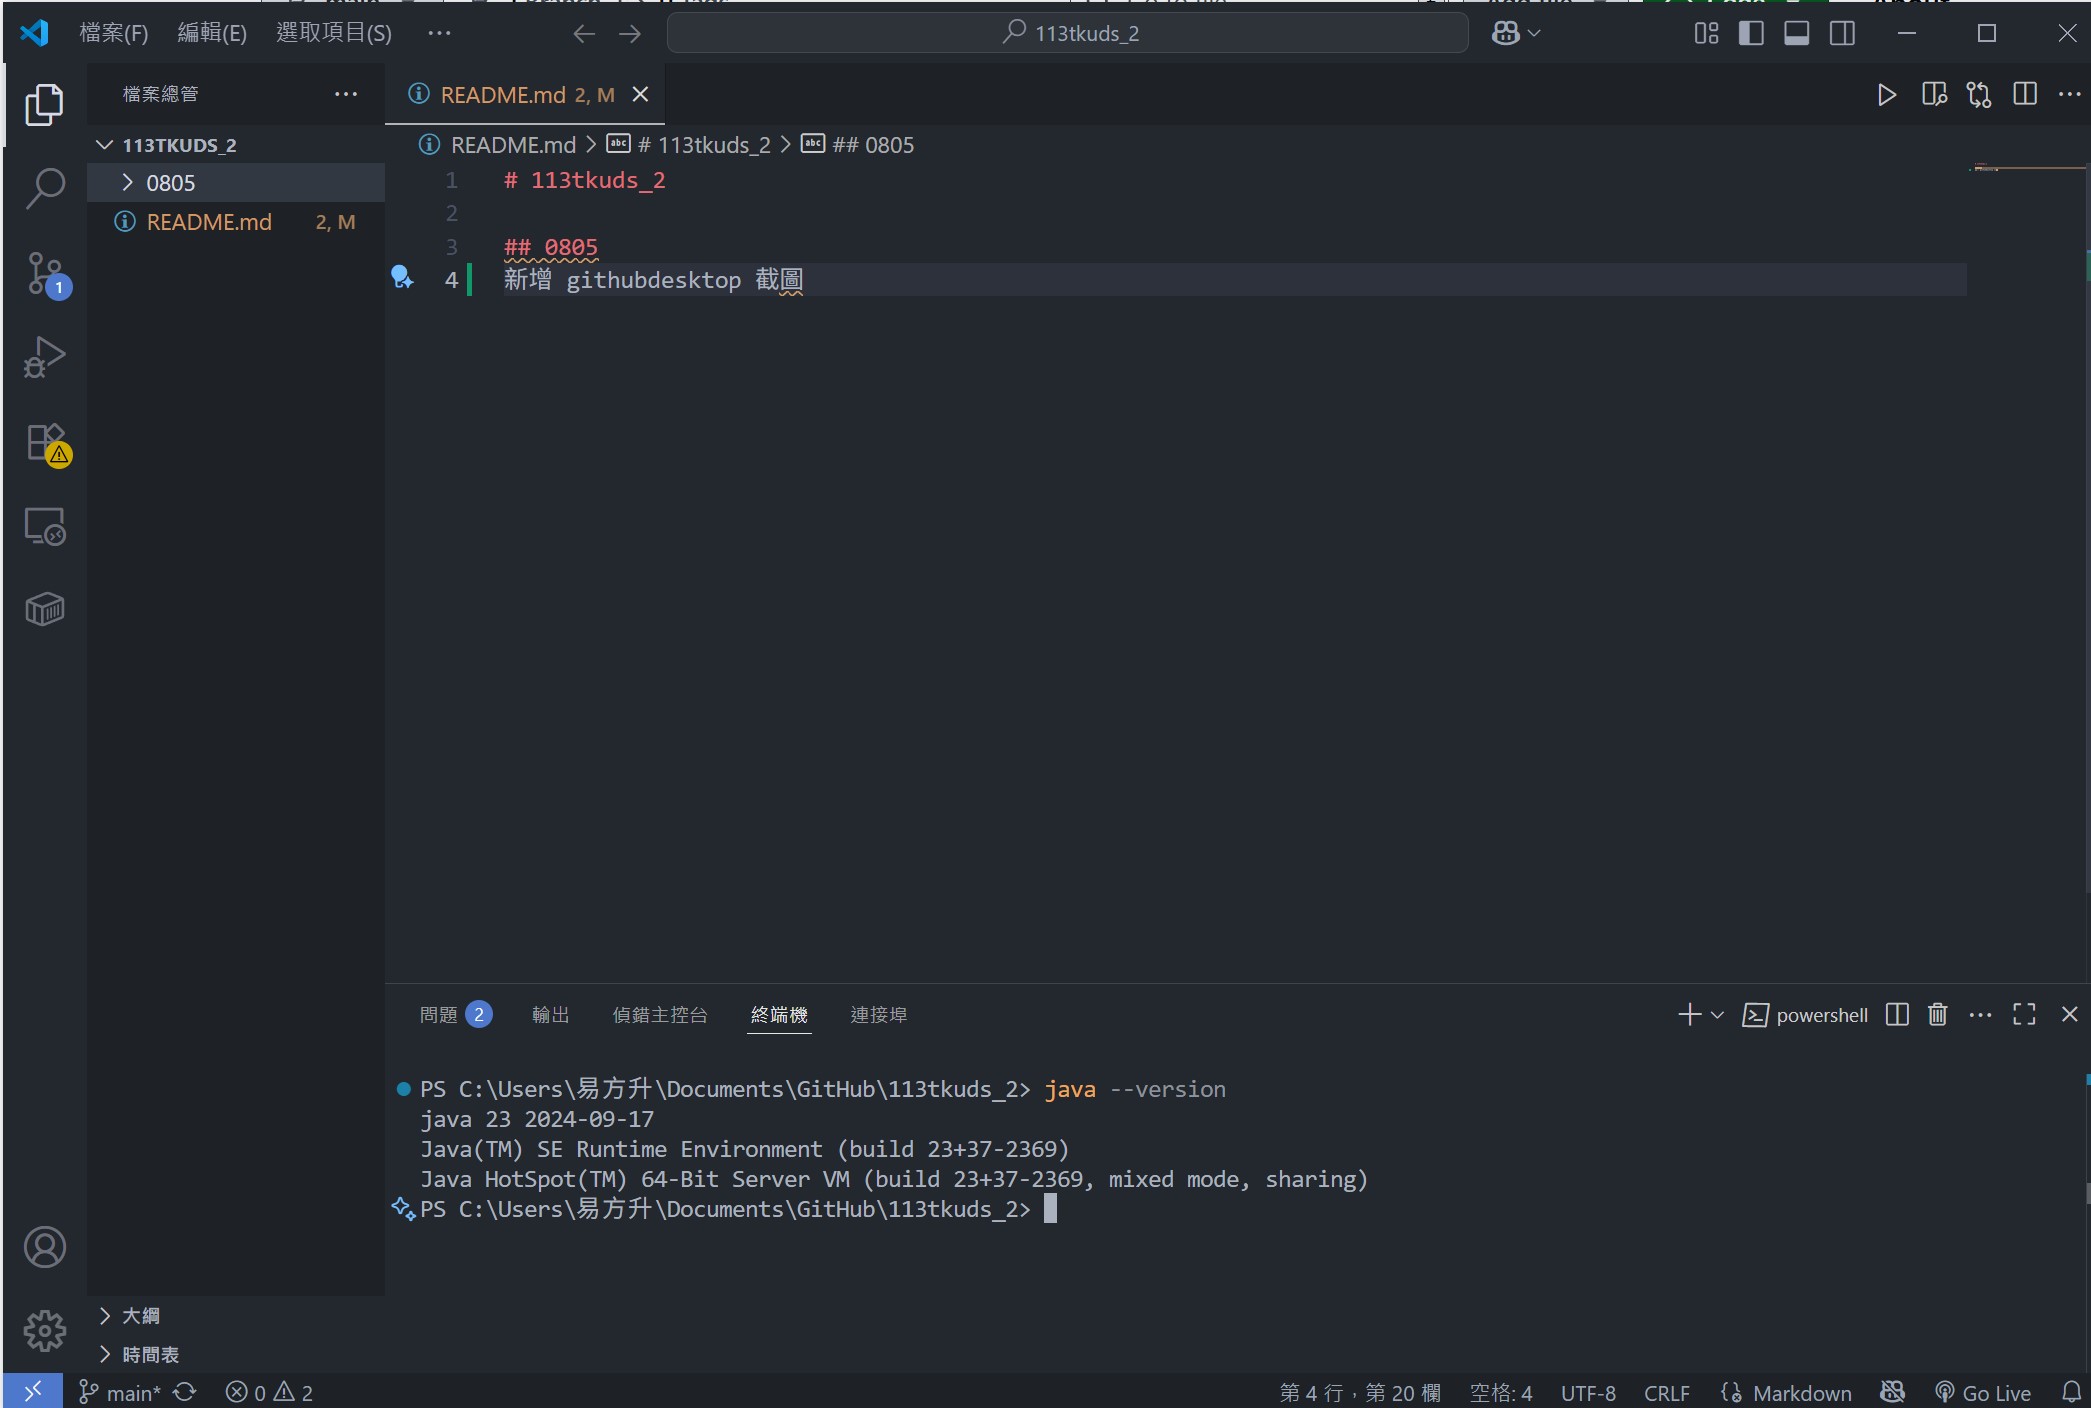 檔案(F) 編輯(E) 選取項目(S) ··· 113tkuds_2
檔案總管 ···
README.md 2, M
113TKUDS_2
0805
README.md 2, M
README.md > # 113tkuds_2 > ## 0805
1 # 113tkuds_2
2
3 ## 0805
4 新增 githubdesktop 截圖
1
問題 2 輸出 偵錯主控台 終端機 連接埠 powershell
PS C:\Users\易方升\Documents\GitHub\113tkuds_2> java --version
java 23 2024-09-17
Java(TM) SE Runtime Environment (build 23+37-2369)
Java HotSpot(TM) 64-Bit Server VM (build 23+37-2369, mixed mode, sharing)
PS C:\Users\易方升\Documents\GitHub\113tkuds_2>
大綱
時間表
main* 0 2 第 4 行，第 20 欄 空格: 4 UTF-8 CRLF Markdown Go Live